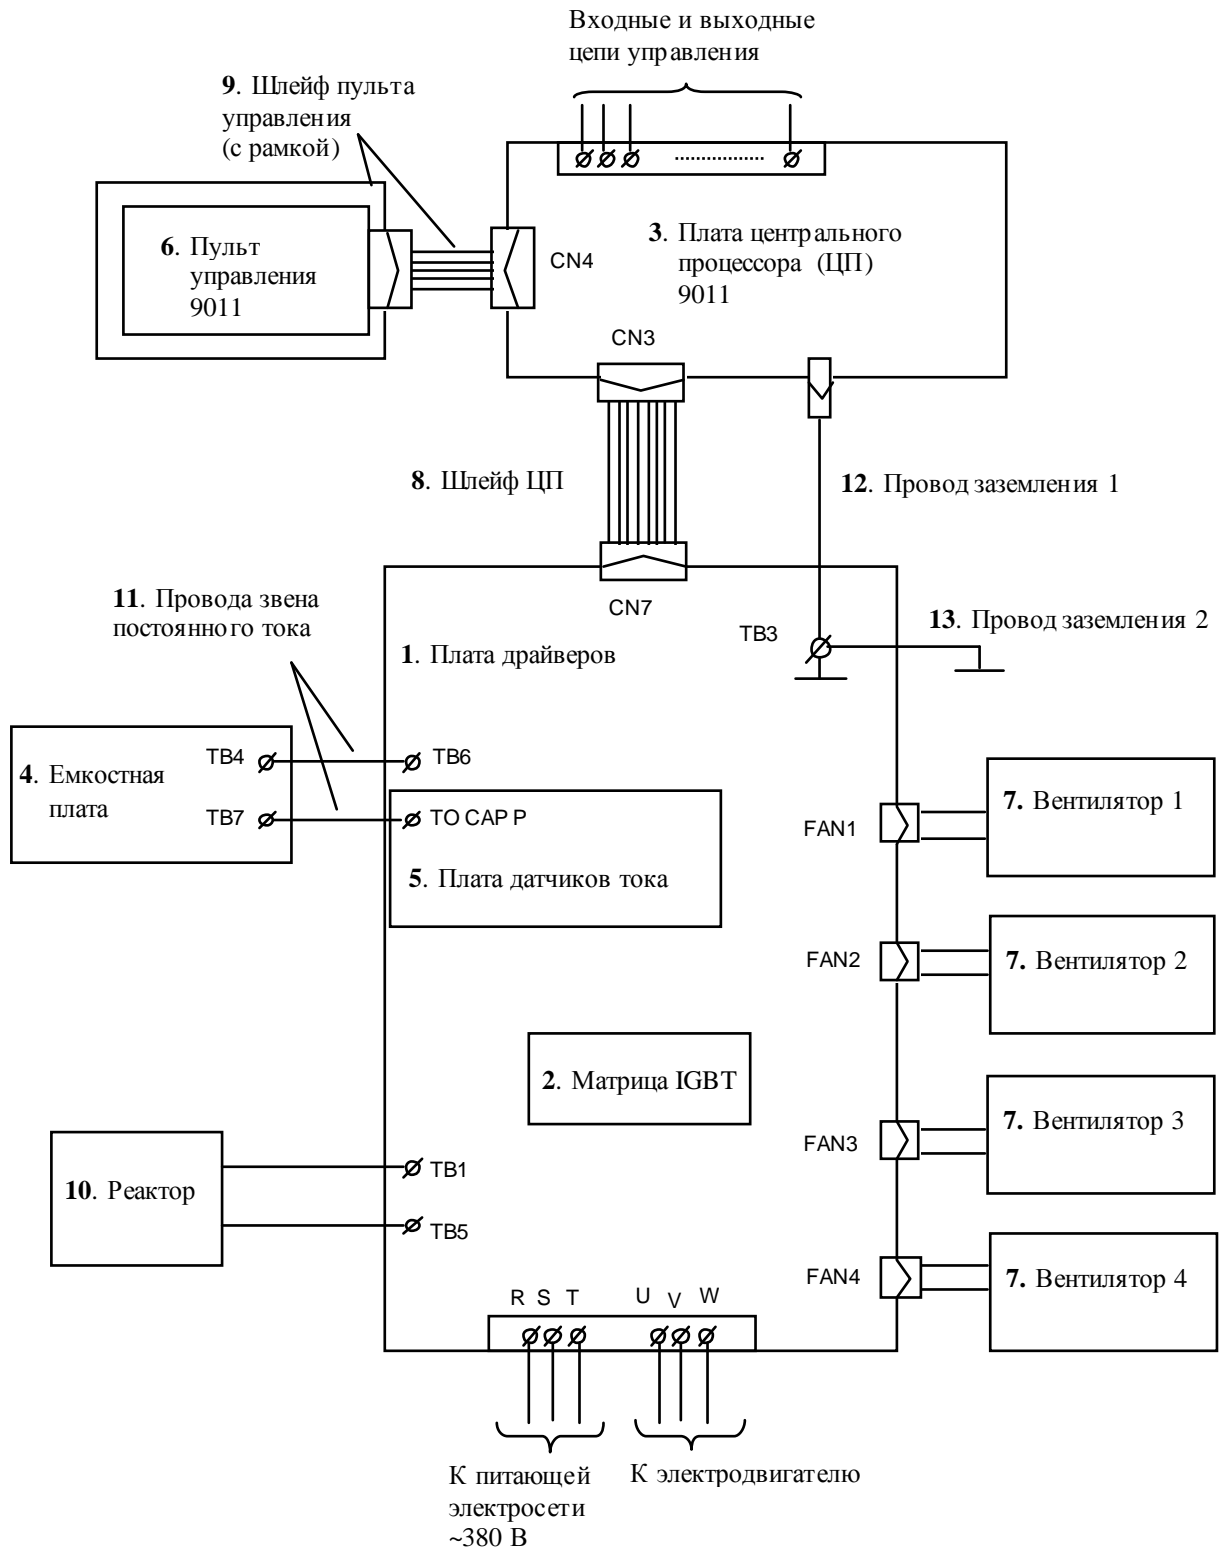 Входные и выходные
цепи управления
9. Шлейф пульта
управления
(с рамкой)
6. Пульт
управления
9011
CN4
3. Плата центрального
процессора (ЦП)
9011
CN3
8. Шлейф ЦП
12. Провод заземления 1
CN7
11. Провода звена
постоянного тока
TB3
13. Провод заземления 2
1. Плата драйверов
4. Емкостная
плата
TB4
TB6
TB7
TO CAP P
5. Плата датчиков тока
FAN1
7. Вентилятор 1
FAN2
7. Вентилятор 2
2. Матрица IGBT
FAN3
7. Вентилятор 3
10. Реактор
TB1
TB5
FAN4
7. Вентилятор 4
R S T
U V W
К питающей
электросети
~380 В
К электродвигателю